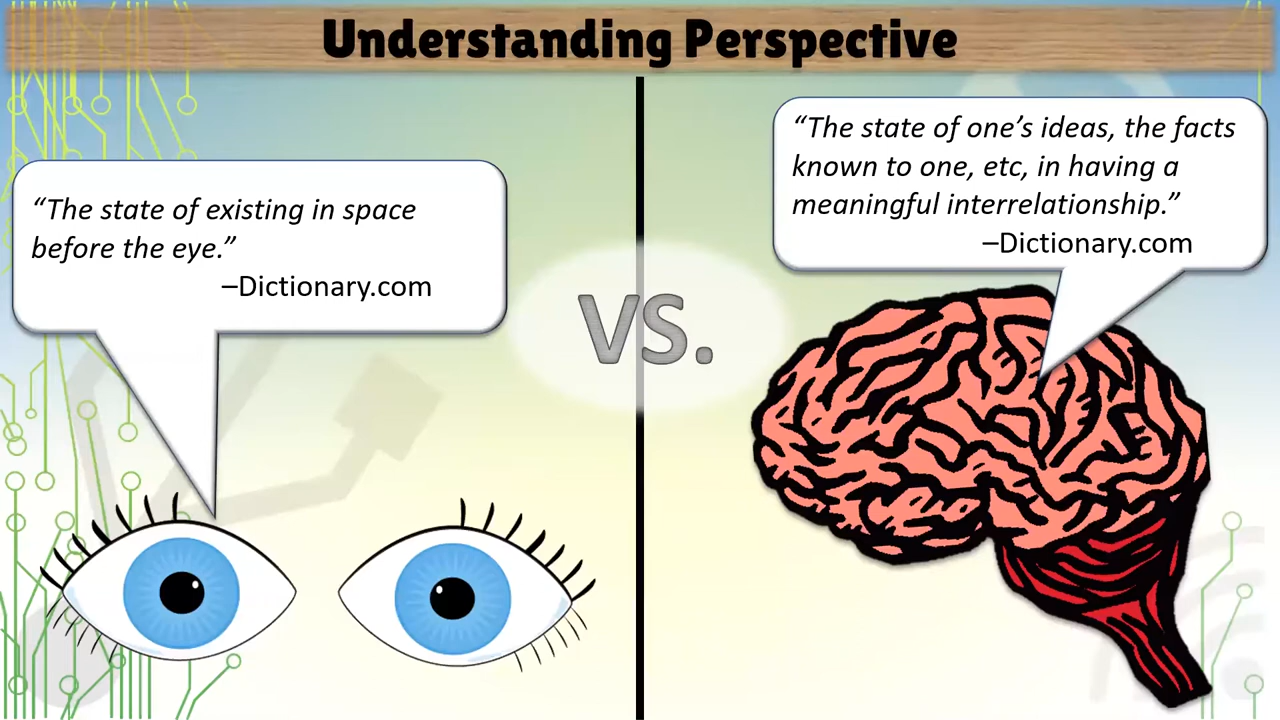 Understanding Perspective
“The state of existing in space
before the eye.”
–Dictionary.com
VS.
“The state of one’s ideas, the facts
known to one, etc, in having a
meaningful interrelationship.”
–Dictionary.com